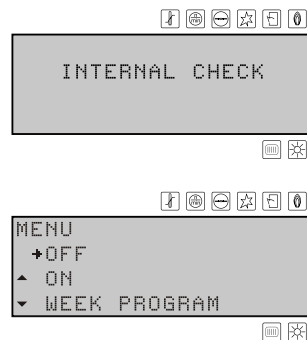 INTERNAL CHECK
MENU
➔OFF
▲ ON
▼ WEEK PROGRAM